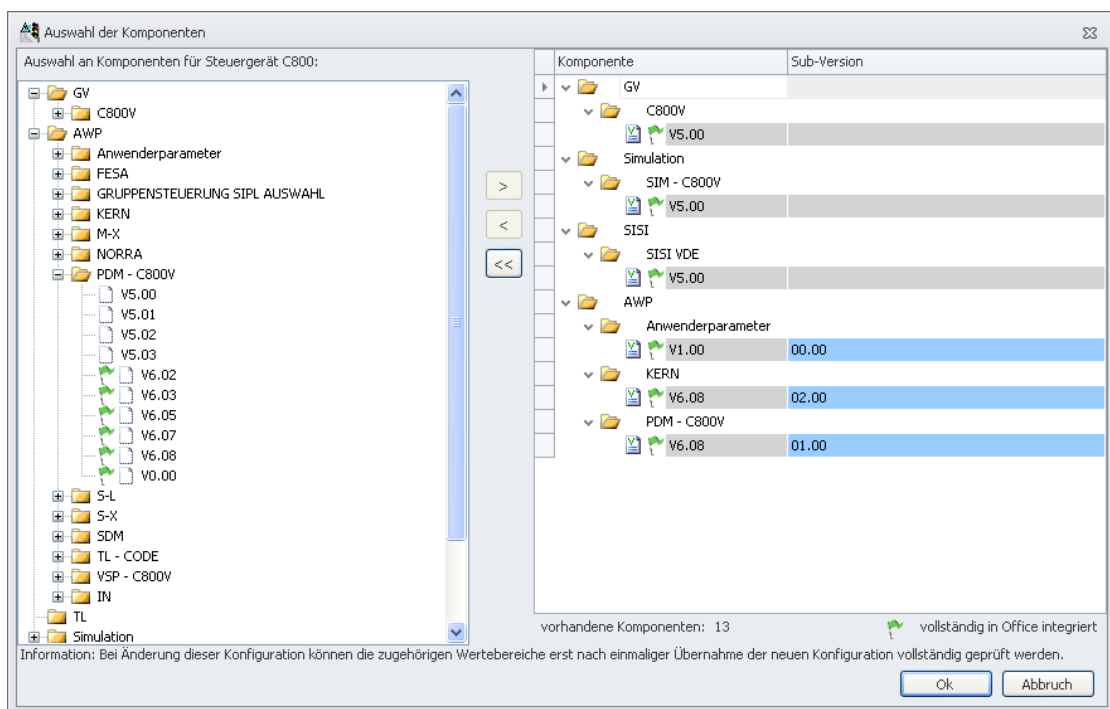 Auswahl der Komponenten
Auswahl an Komponenten für Steuergerät C800:
GV
C800V
AWP
Anwenderparameter
FESA
GRUPPENSTEUERUNG SIPL AUSWAHL
KERN
M-X
NORRA
PDM - C800V
V5.00
V5.01
V5.02
V5.03
V6.02
V6.03
V6.05
V6.07
V6.08
V0.00
S-L
S-X
SDM
TL - CODE
VSP - C800V
IN
TL
Simulation
>
<
<<
Komponente Sub-Version
GV
C800V
V5.00
Simulation
SIM - C800V
V5.00
SISI
SISI VDE
V5.00
AWP
Anwenderparameter
V1.00 00.00
KERN
V6.08 02.00
PDM - C800V
V6.08 01.00
vorhandene Komponenten: 13 vollständig in Office integriert
Information: Bei Änderung dieser Konfiguration können die zugehörigen Wertebereiche erst nach einmaliger Übernahme der neuen Konfiguration vollständig geprüft werden.
Ok Abbruch